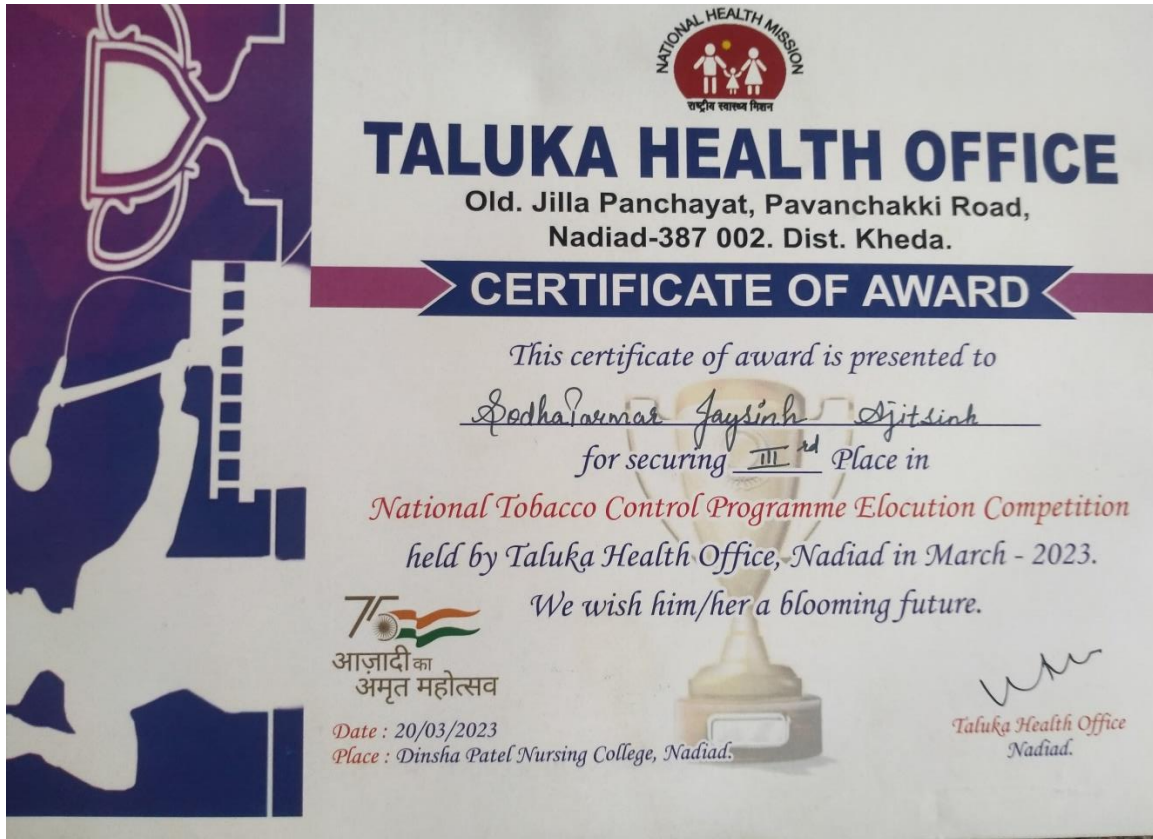 NATIONAL HEALTH MISSION
राष्ट्रीय स्वास्थ्य मिशन
TALUKA HEALTH OFFICE
Old. Jilla Panchayat, Pavanchakki Road,
Nadiad-387 002. Dist. Kheda.
CERTIFICATE OF AWARD
This certificate of award is presented to
SodhaParmar Jaysinh Ajitsinh
for securing III rd Place in
National Tobacco Control Programme Elocution Competition
held by Taluka Health Office, Nadiad in March - 2023.
We wish him/her a blooming future.
75
आज़ादी का
अमृत महोत्सव
Date : 20/03/2023
Place : Dinsha Patel Nursing College, Nadiad.
Taluka Health Office
Nadiad.